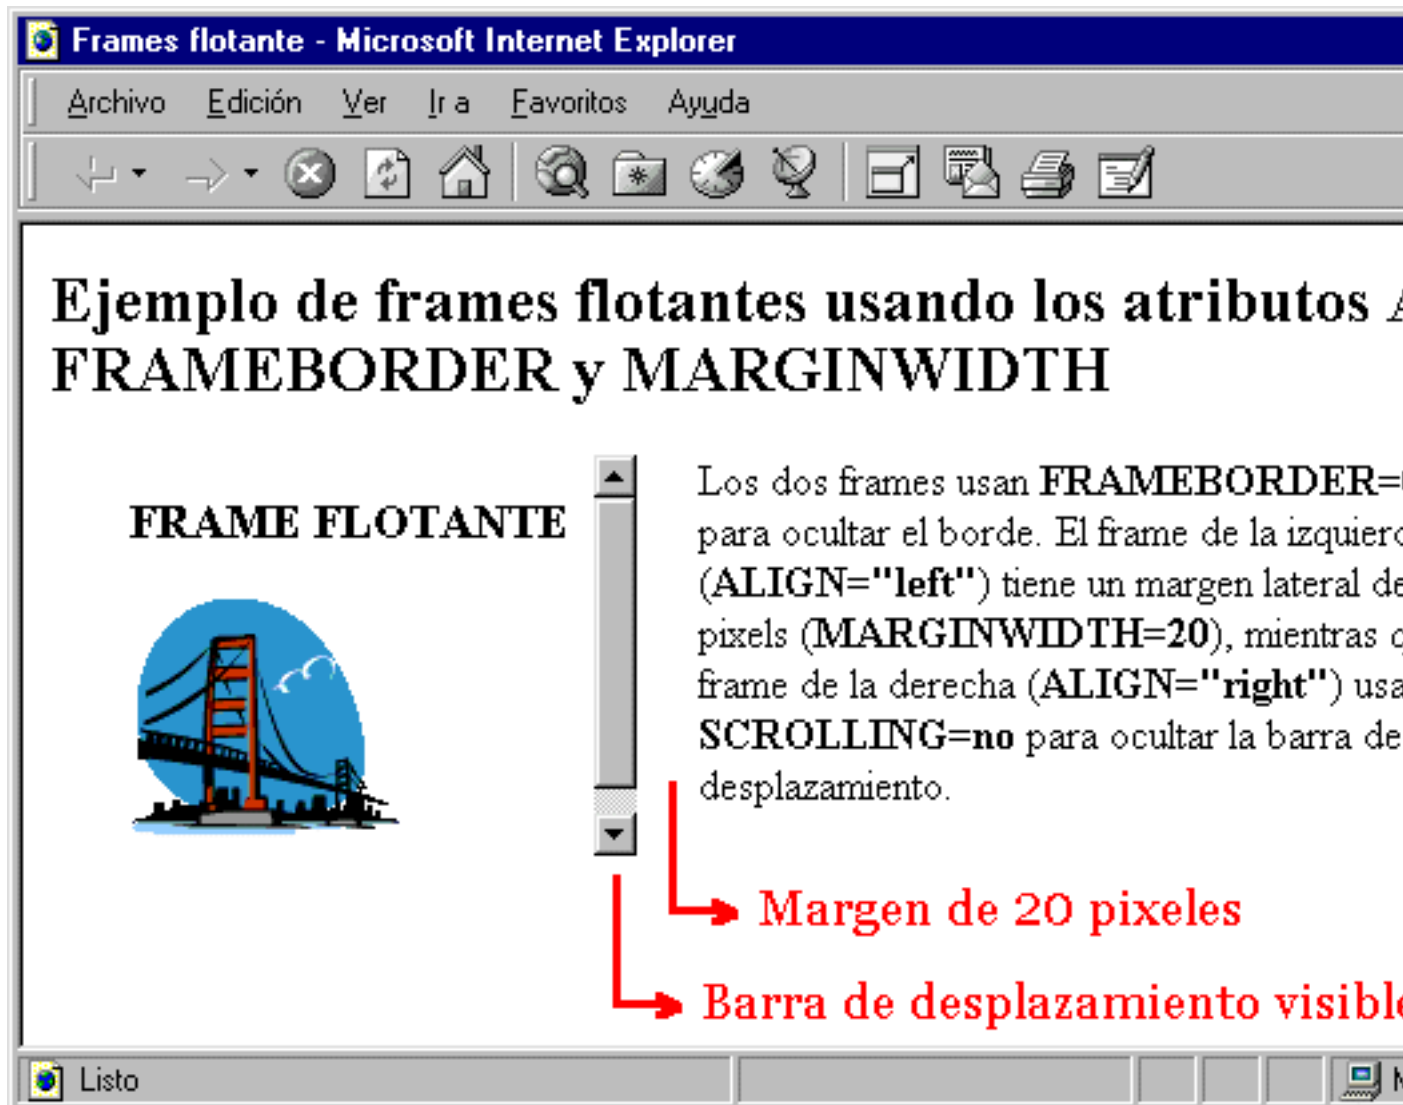 Frames flotante - Microsoft Internet Explorer
Archivo Edición Ver Ir a Favoritos Ayuda
Ejemplo de frames flotantes usando los atributos
FRAMEBORDER y MARGINWIDTH
FRAME FLOTANTE
Los dos frames usan FRAMEBORDER=
para ocultar el borde. El frame de la
(ALIGN="left") tiene un margen lateral de
pixels (MARGINWIDTH=20), mientras
frame de la derecha (ALIGN="right") usa
SCROLLING=no para ocultar la barra de
desplazamiento.
Margen de 20 pixeles
Barra de desplazamiento visible
Listo